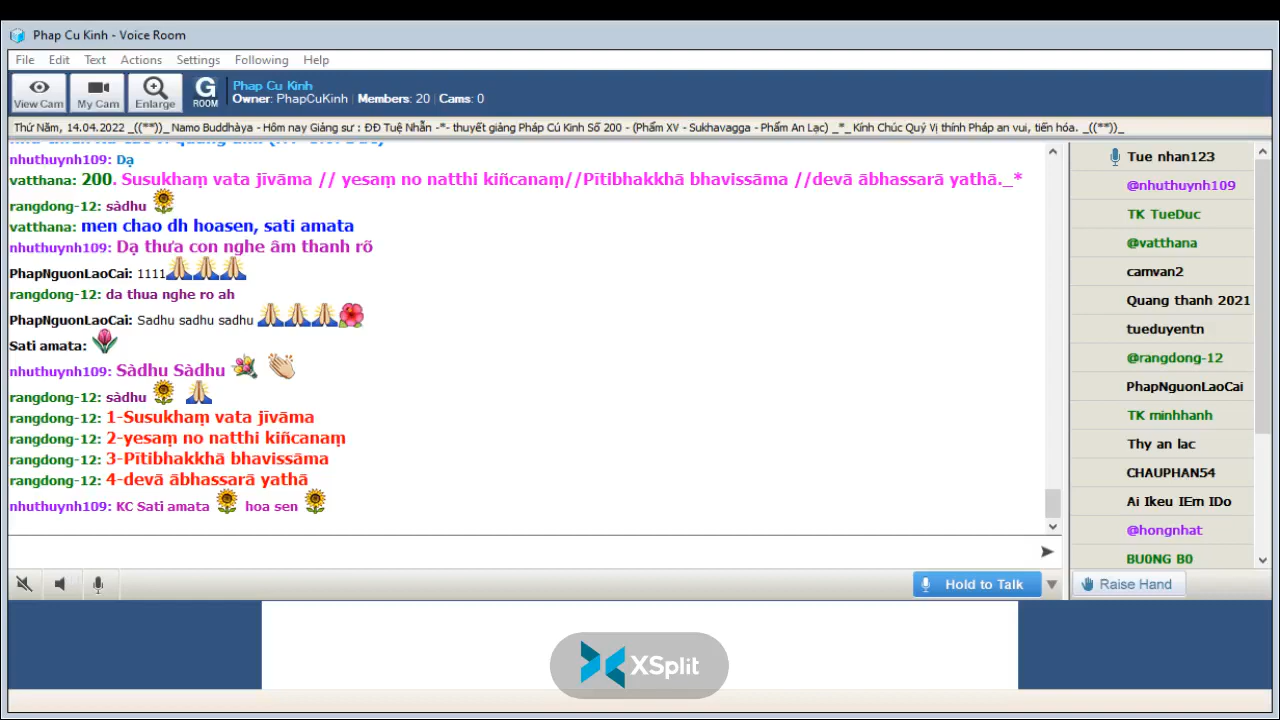 Phap Cu Kinh - Voice Room
File Edit Text Actions Settings Following Help
View Cam My Cam Enlarge G ROOM
Phap Cu Kinh
Owner: PhapCuKinh | Members: 20 | Cams: 0
Thứ Năm, 14.04.2022 _((**))_ Namo Buddhàya - Hôm nay Giảng sư : ĐĐ Tuệ Nhẫn -*- thuyết giảng Pháp Cú Kinh Số 200 - (Phẩm XV - Sukhavagga - Phẩm An Lạc) _*_ Kính Chúc Quý Vị thính Pháp an vui, tiến hóa. _((**))_
nhuthuynh109: Dạ
vatthana: 200. Susukhaṃ vata jīvāma // yesaṃ no natthi kiñcanaṃ//Pītibhakkhā bhavissāma //devā ābhassarā yathā._*
rangdong-12: sàdhu
vatthana: men chao dh hoasen, sati amata
nhuthuynh109: Dạ thưa con nghe âm thanh rõ
PhapNguonLaoCai: 1111
rangdong-12: da thua nghe ro ah
PhapNguonLaoCai: Sadhu sadhu sadhu
Sati amata:
nhuthuynh109: Sàdhu Sàdhu
rangdong-12: sàdhu
rangdong-12: 1-Susukhaṃ vata jīvāma
rangdong-12: 2-yesaṃ no natthi kiñcanaṃ
rangdong-12: 3-Pītibhakkhā bhavissāma
rangdong-12: 4-devā ābhassarā yathā
nhuthuynh109: KC Sati amata hoa sen
Tue nhan123
@nhuthuynh109
TK TueDuc
@vatthana
camvan2
Quang thanh 2021
tueduyentn
@rangdong-12
PhapNguonLaoCai
TK minhhanh
Thy an lac
CHAUPHAN54
Ai Ikeu IEm IDo
@hongnhat
BU0NG B0
Hold to Talk
Raise Hand
XSplit